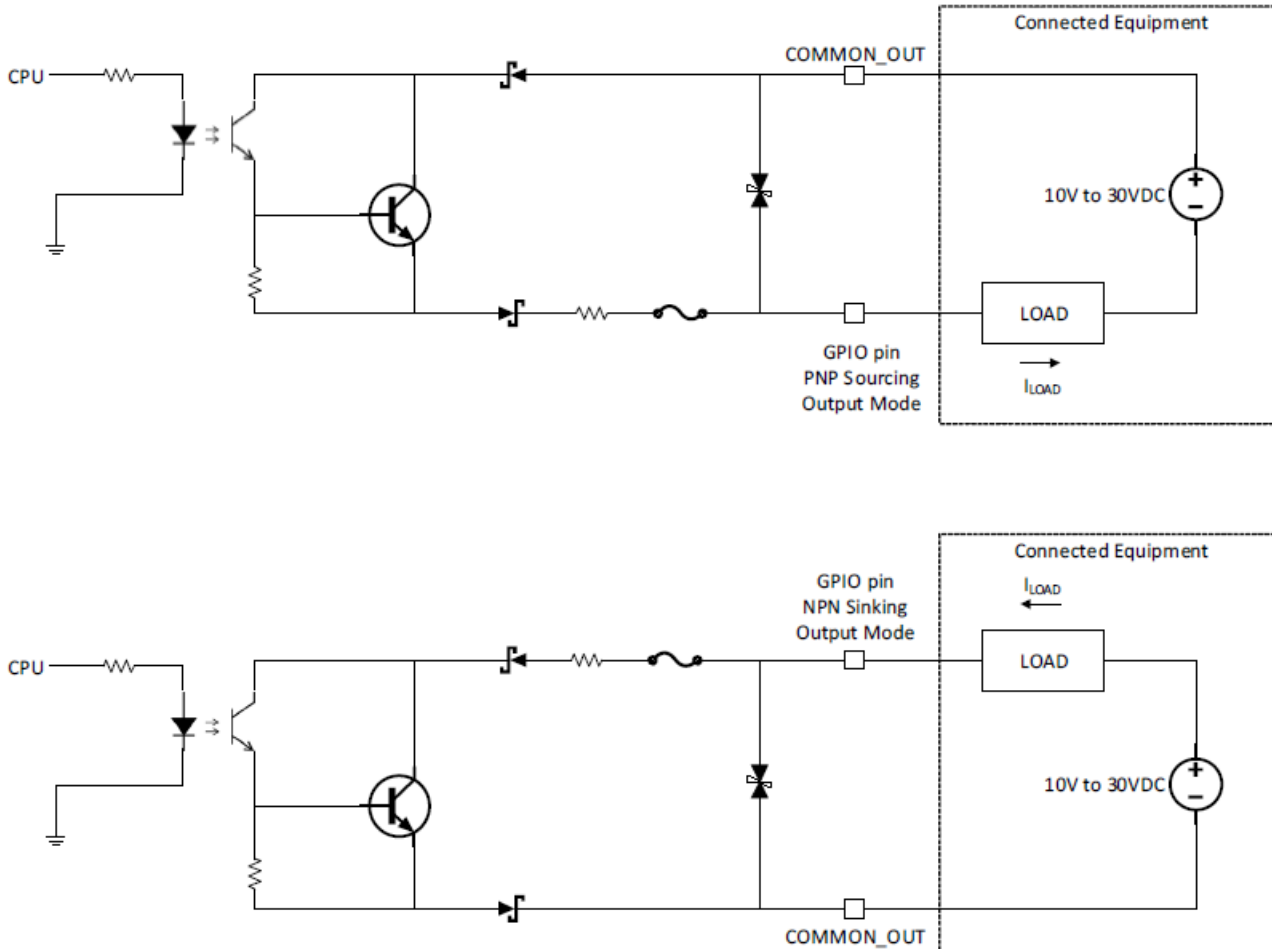 Connected Equipment
COMMON_OUT
CPU
+
10V to 30VDC
−
LOAD
GPIO pin
PNP Sourcing
Output Mode
ILOAD
Connected Equipment
GPIO pin
NPN Sinking
Output Mode
ILOAD
LOAD
CPU
+
10V to 30VDC
−
COMMON_OUT